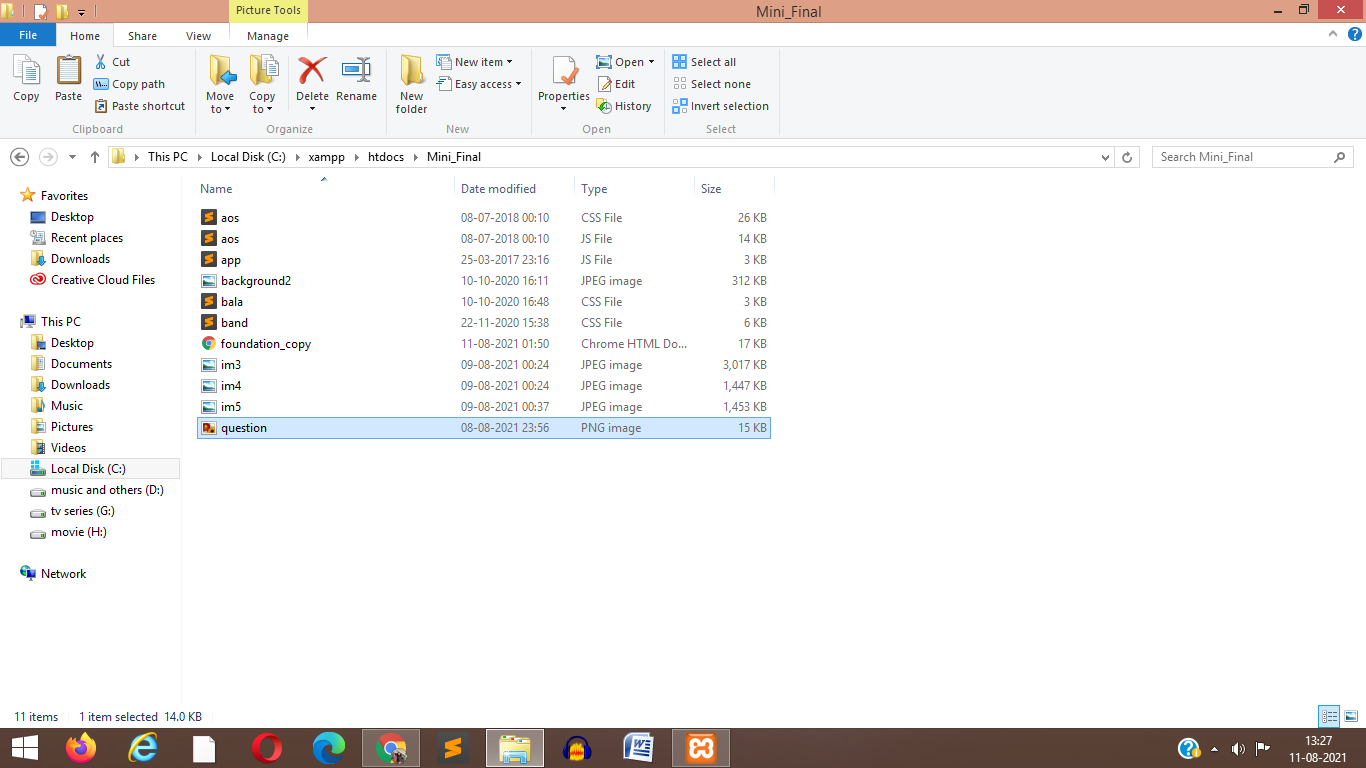 Picture Tools
Mini_Final
File Home Share View Manage
Copy
Paste
Cut
Copy path
Paste shortcut
Clipboard
Move to
Copy to
Delete
Rename
Organize
New folder
New item
Easy access
New
Properties
Open
Edit
History
Open
Select all
Select none
Invert selection
Select
This PC Local Disk (C:) xampp htdocs Mini_Final
Search Mini_Final
Favorites
Desktop
Recent places
Downloads
Creative Cloud Files
This PC
Desktop
Documents
Downloads
Music
Pictures
Videos
Local Disk (C:)
music and others (D:)
tv series (G:)
movie (H:)
Network
Name Date modified Type Size
aos 08-07-2018 00:10 CSS File 26 KB
aos 08-07-2018 00:10 JS File 14 KB
app 25-03-2017 23:16 JS File 3 KB
background2 10-10-2020 16:11 JPEG image 312 KB
bala 10-10-2020 16:48 CSS File 3 KB
band 22-11-2020 15:38 CSS File 6 KB
foundation_copy 11-08-2021 01:50 Chrome HTML Do... 17 KB
im3 09-08-2021 00:24 JPEG image 3,017 KB
im4 09-08-2021 00:24 JPEG image 1,447 KB
im5 09-08-2021 00:37 JPEG image 1,453 KB
question 08-08-2021 23:56 PNG image 15 KB
11 items 1 item selected 14.0 KB
13:27
11-08-2021